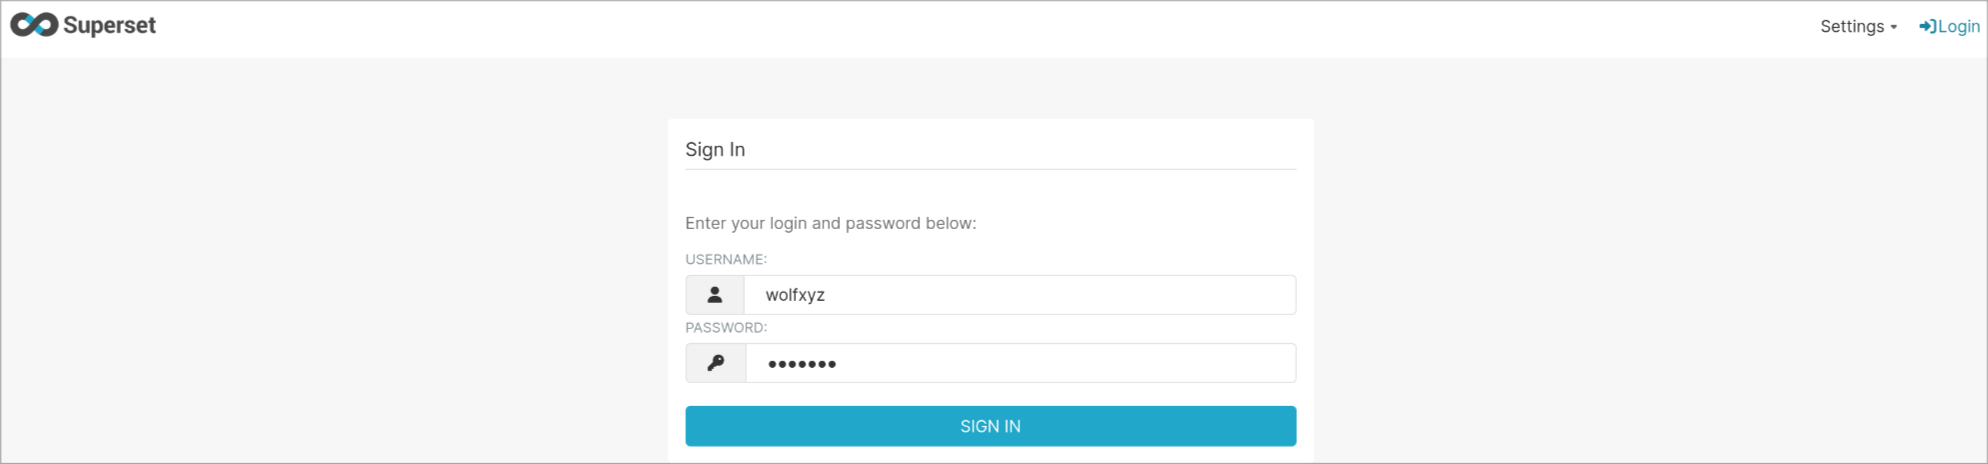 Superset
Settings Login
Sign In
Enter your login and password below:
USERNAME:
wolfxyz
PASSWORD:
•••••••
SIGN IN